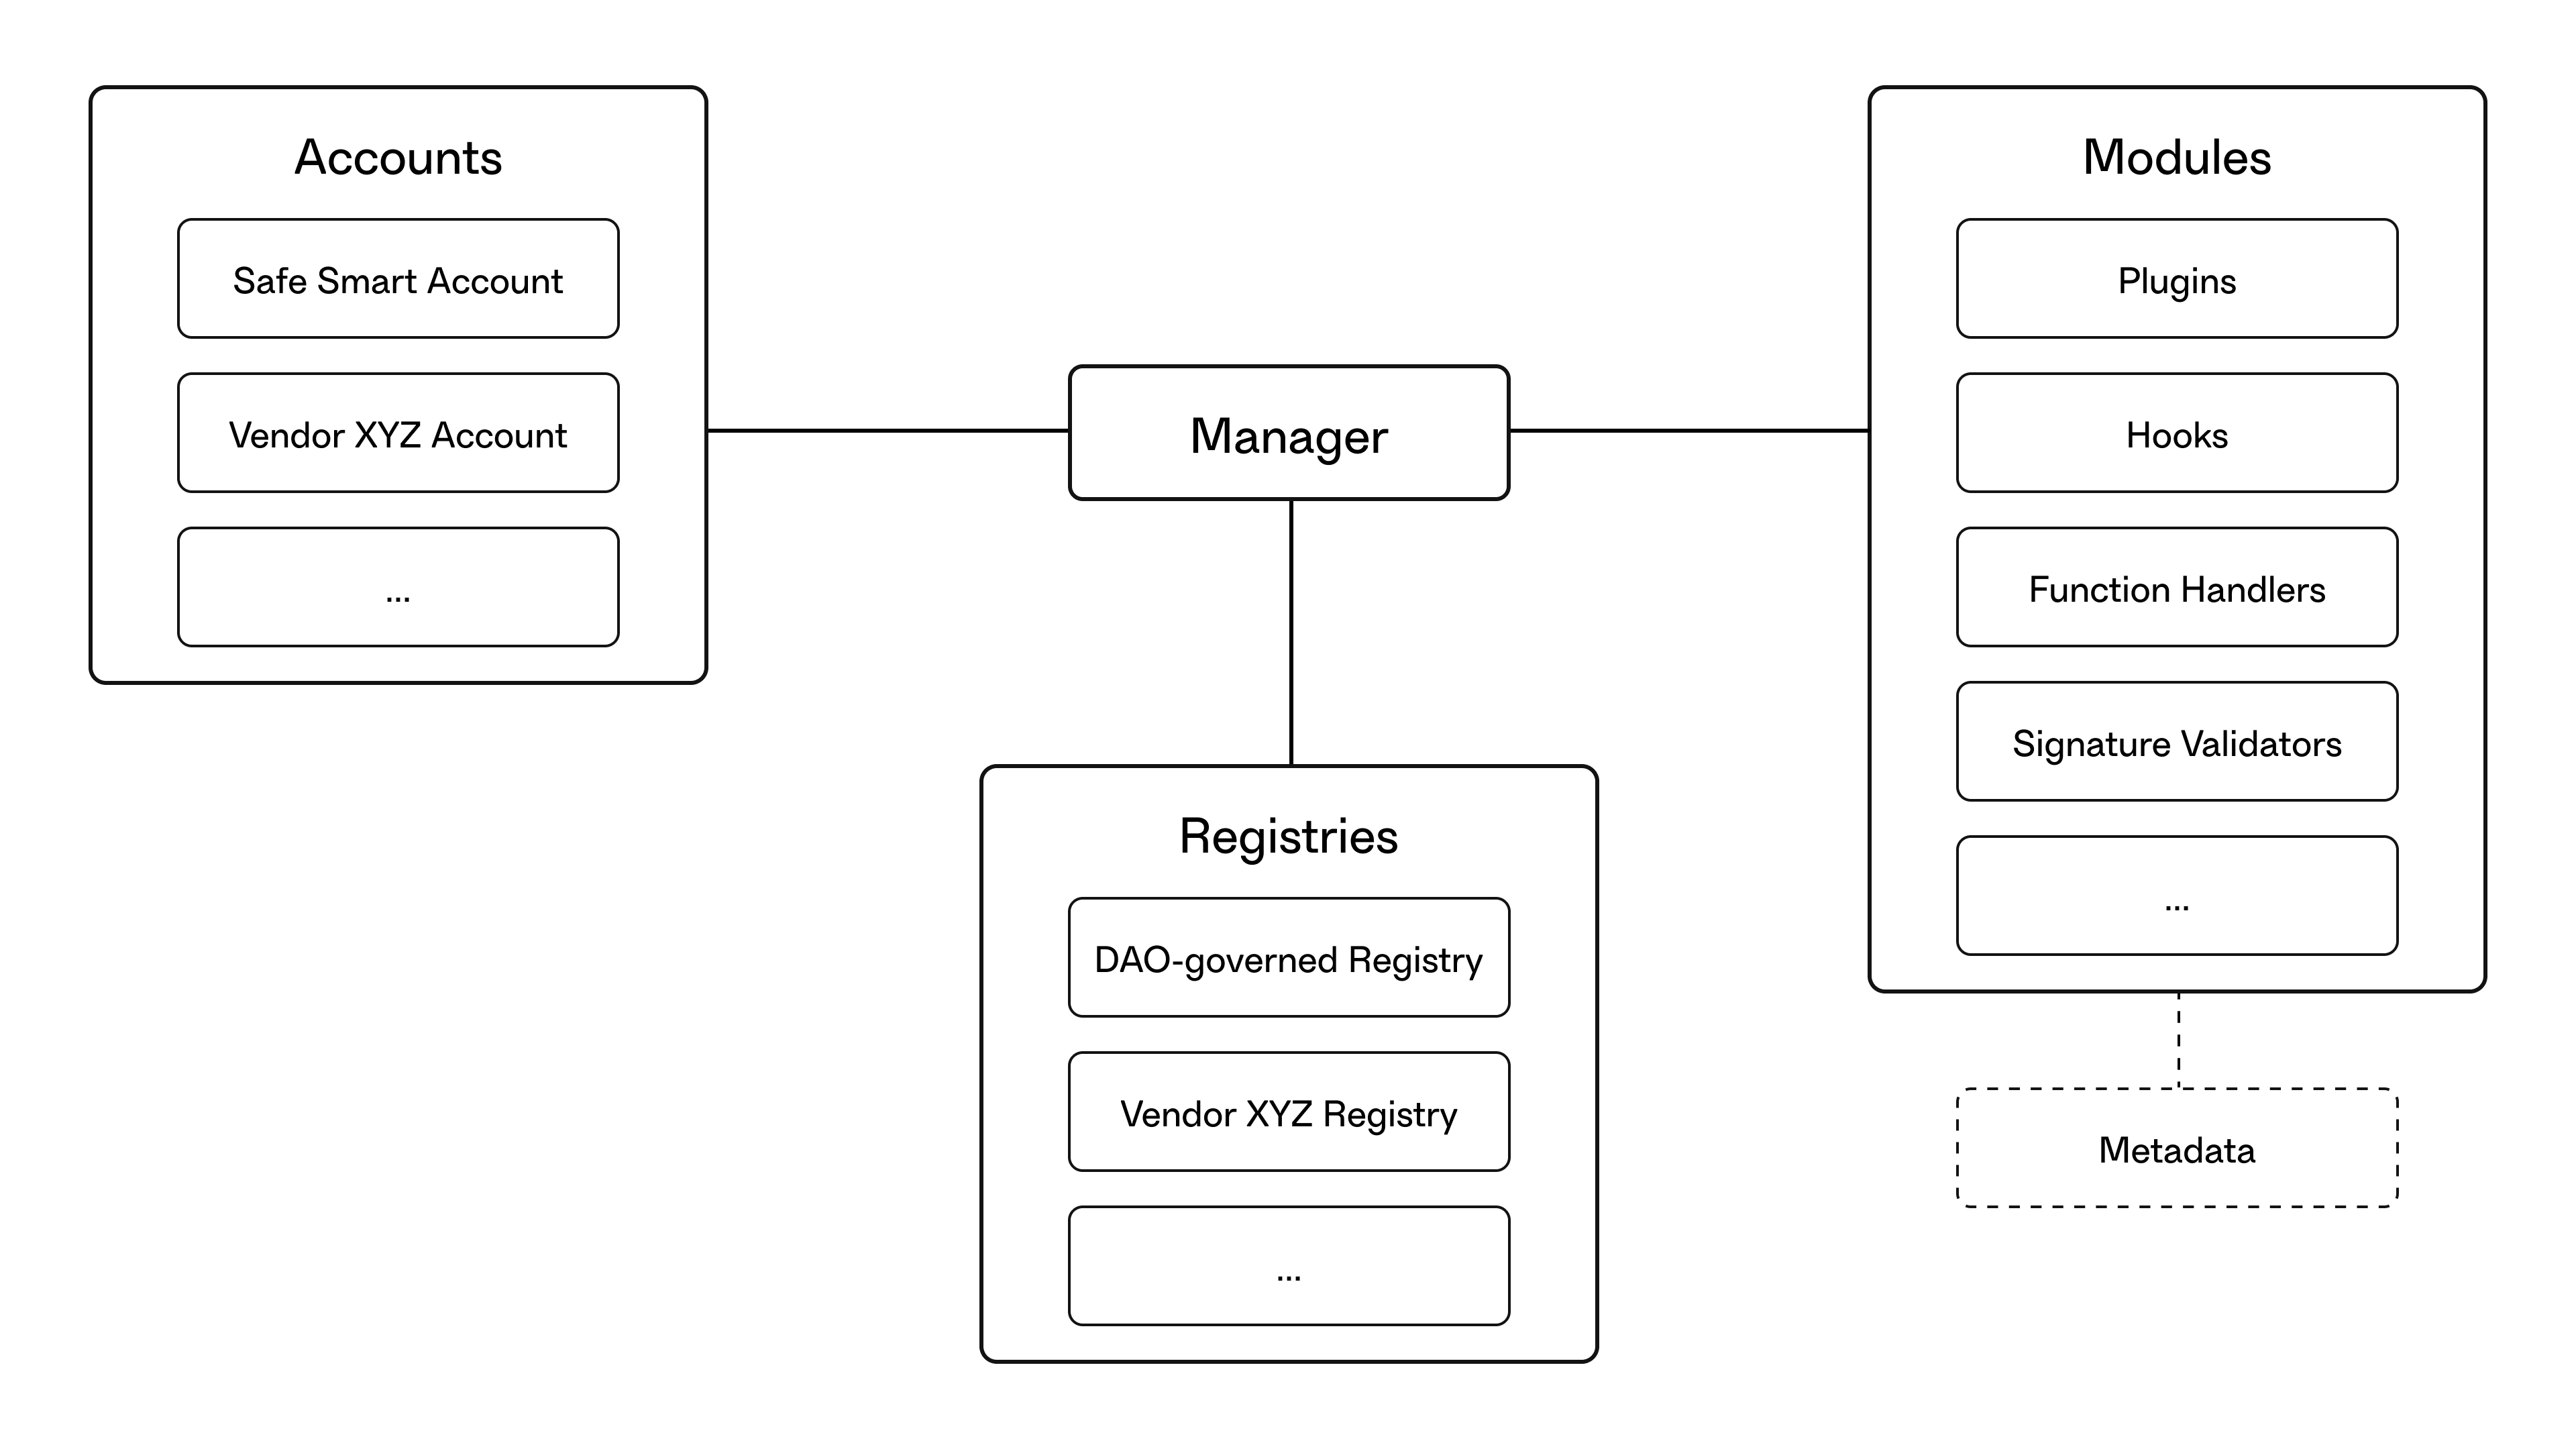 Accounts
Safe Smart Account
Vendor XYZ Account
...
Manager
Modules
Plugins
Hooks
Function Handlers
Signature Validators
...
Metadata
Registries
DAO-governed Registry
Vendor XYZ Registry
...